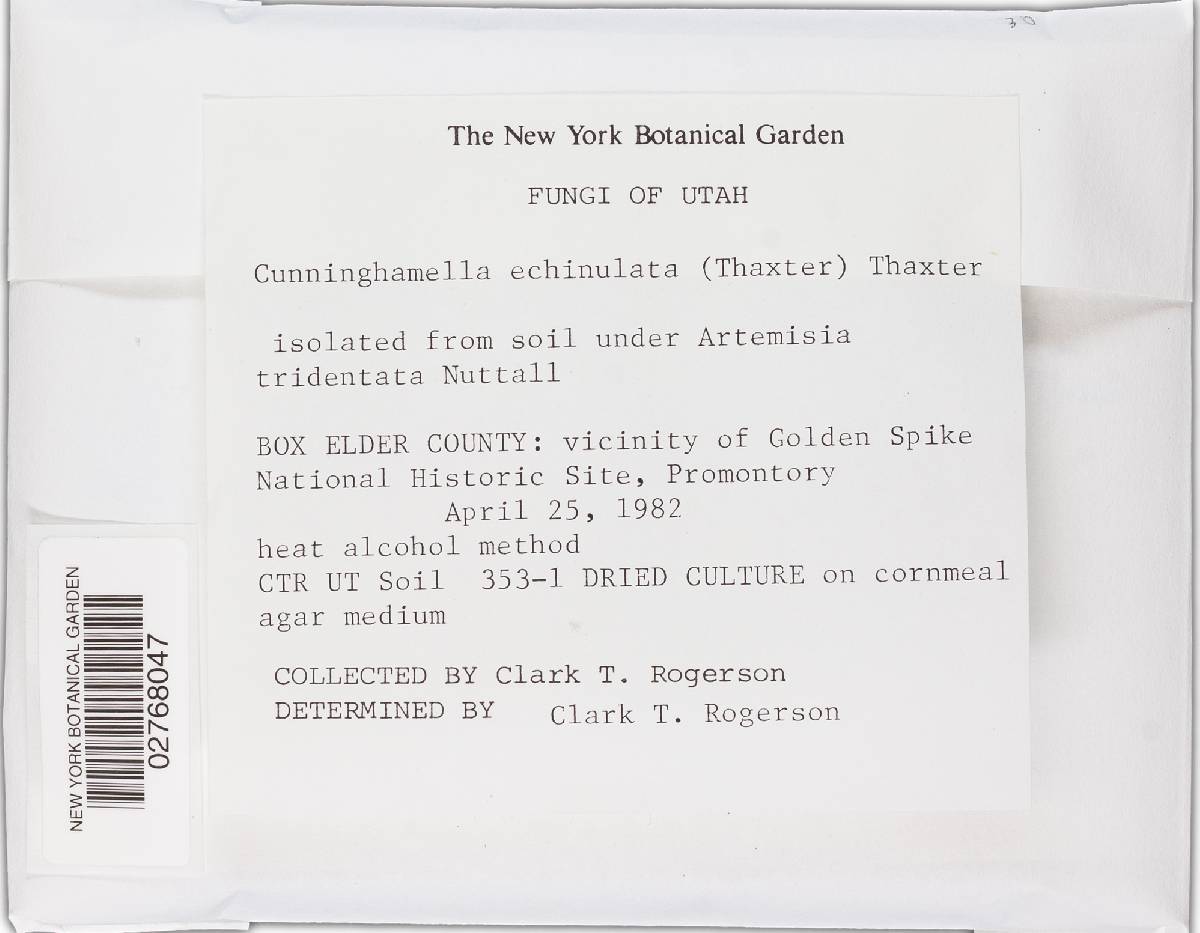 30
The New York Botanical Garden
FUNGI OF UTAH
Cunninghamella echinulata (Thaxter) Thaxter
isolated from soil under Artemisia
tridentata Nuttall
BOX ELDER COUNTY: vicinity of Golden Spike
National Historic Site, Promontory
April 25, 1982
heat alcohol method
CTR UT Soil 353-1 DRIED CULTURE on cornmeal
agar medium
COLLECTED BY Clark T. Rogerson
DETERMINED BY Clark T. Rogerson
NEW YORK BOTANICAL GARDEN
02768047